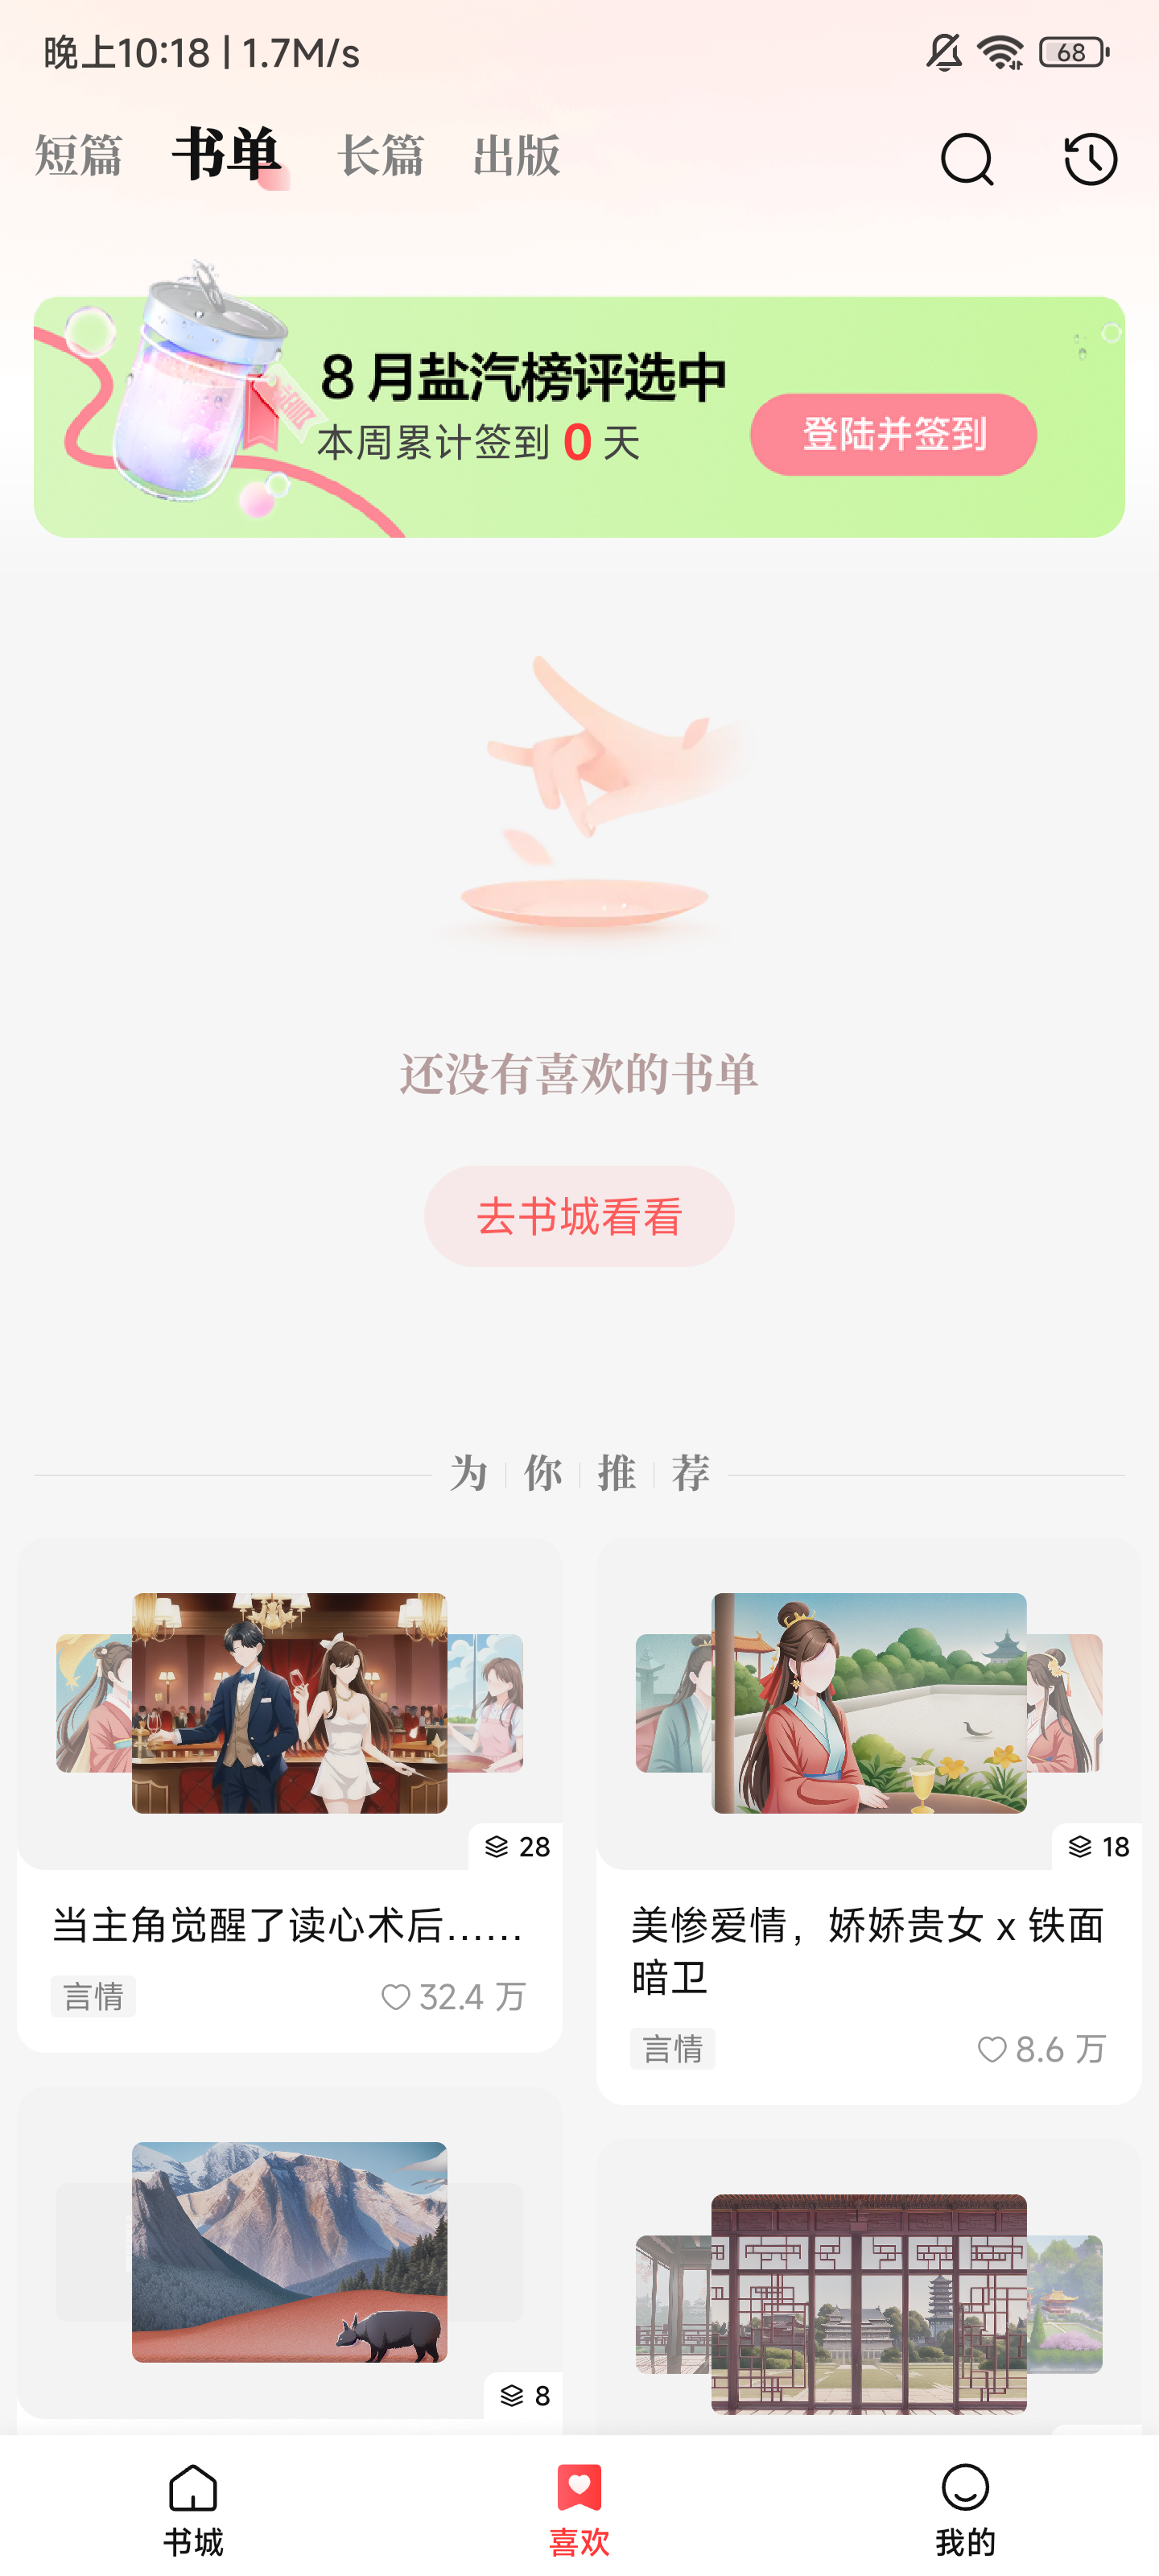 晚上10:18 | 1.7M/s
68
短篇 书单 长篇 出版
8 月盐汽榜评选中
本周累计签到 0 天
登陆并签到
还没有喜欢的书单
去书城看看
为你推荐
28
当主角觉醒了读心术后……
言情
32.4 万
18
美惨爱情，娇娇贵女 x 铁面
暗卫
言情
8.6 万
8
书城
喜欢
我的